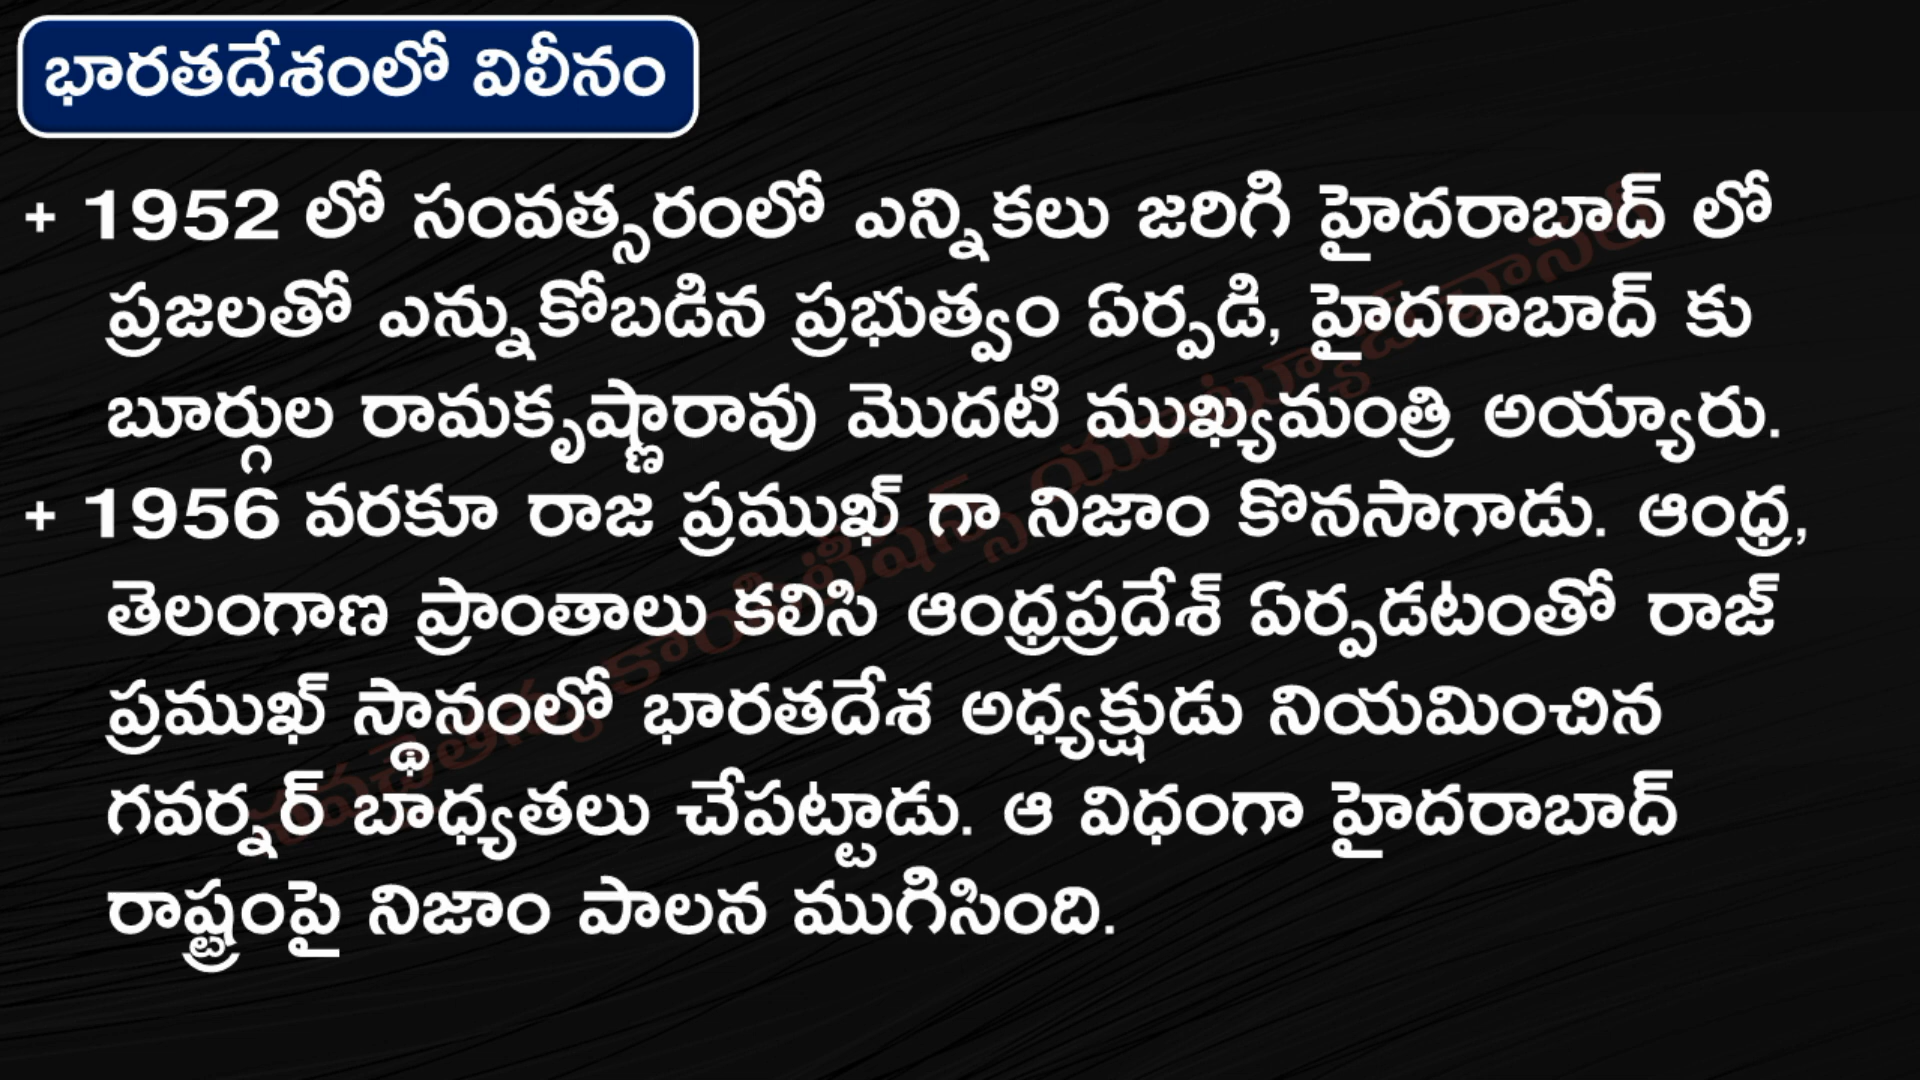 భారతదేశంలో విలీనం
+ 1952 లో సంవత్సరంలో ఎన్నికలు జరిగి హైదరాబాద్ లో
ప్రజలతో ఎన్నుకోబడిన ప్రభుత్వం ఏర్పడి, హైదరాబాద్ కు
బూర్గుల రామకృష్ణారావు మొదటి ముఖ్యమంత్రి అయ్యారు.
+ 1956 వరకూ రాజ ప్రముఖ్ గా నిజాం కొనసాగాడు. ఆంధ్ర,
తెలంగాణ ప్రాంతాలు కలిసి ఆంధ్రప్రదేశ్ ఏర్పడటంతో రాజ్
ప్రముఖ్ స్థానంలో భారతదేశ అధ్యక్షుడు నియమించిన
గవర్నర్ బాధ్యతలు చేపట్టాడు. ఆ విధంగా హైదరాబాద్
రాష్ట్రంపై నిజాం పాలన ముగిసింది.